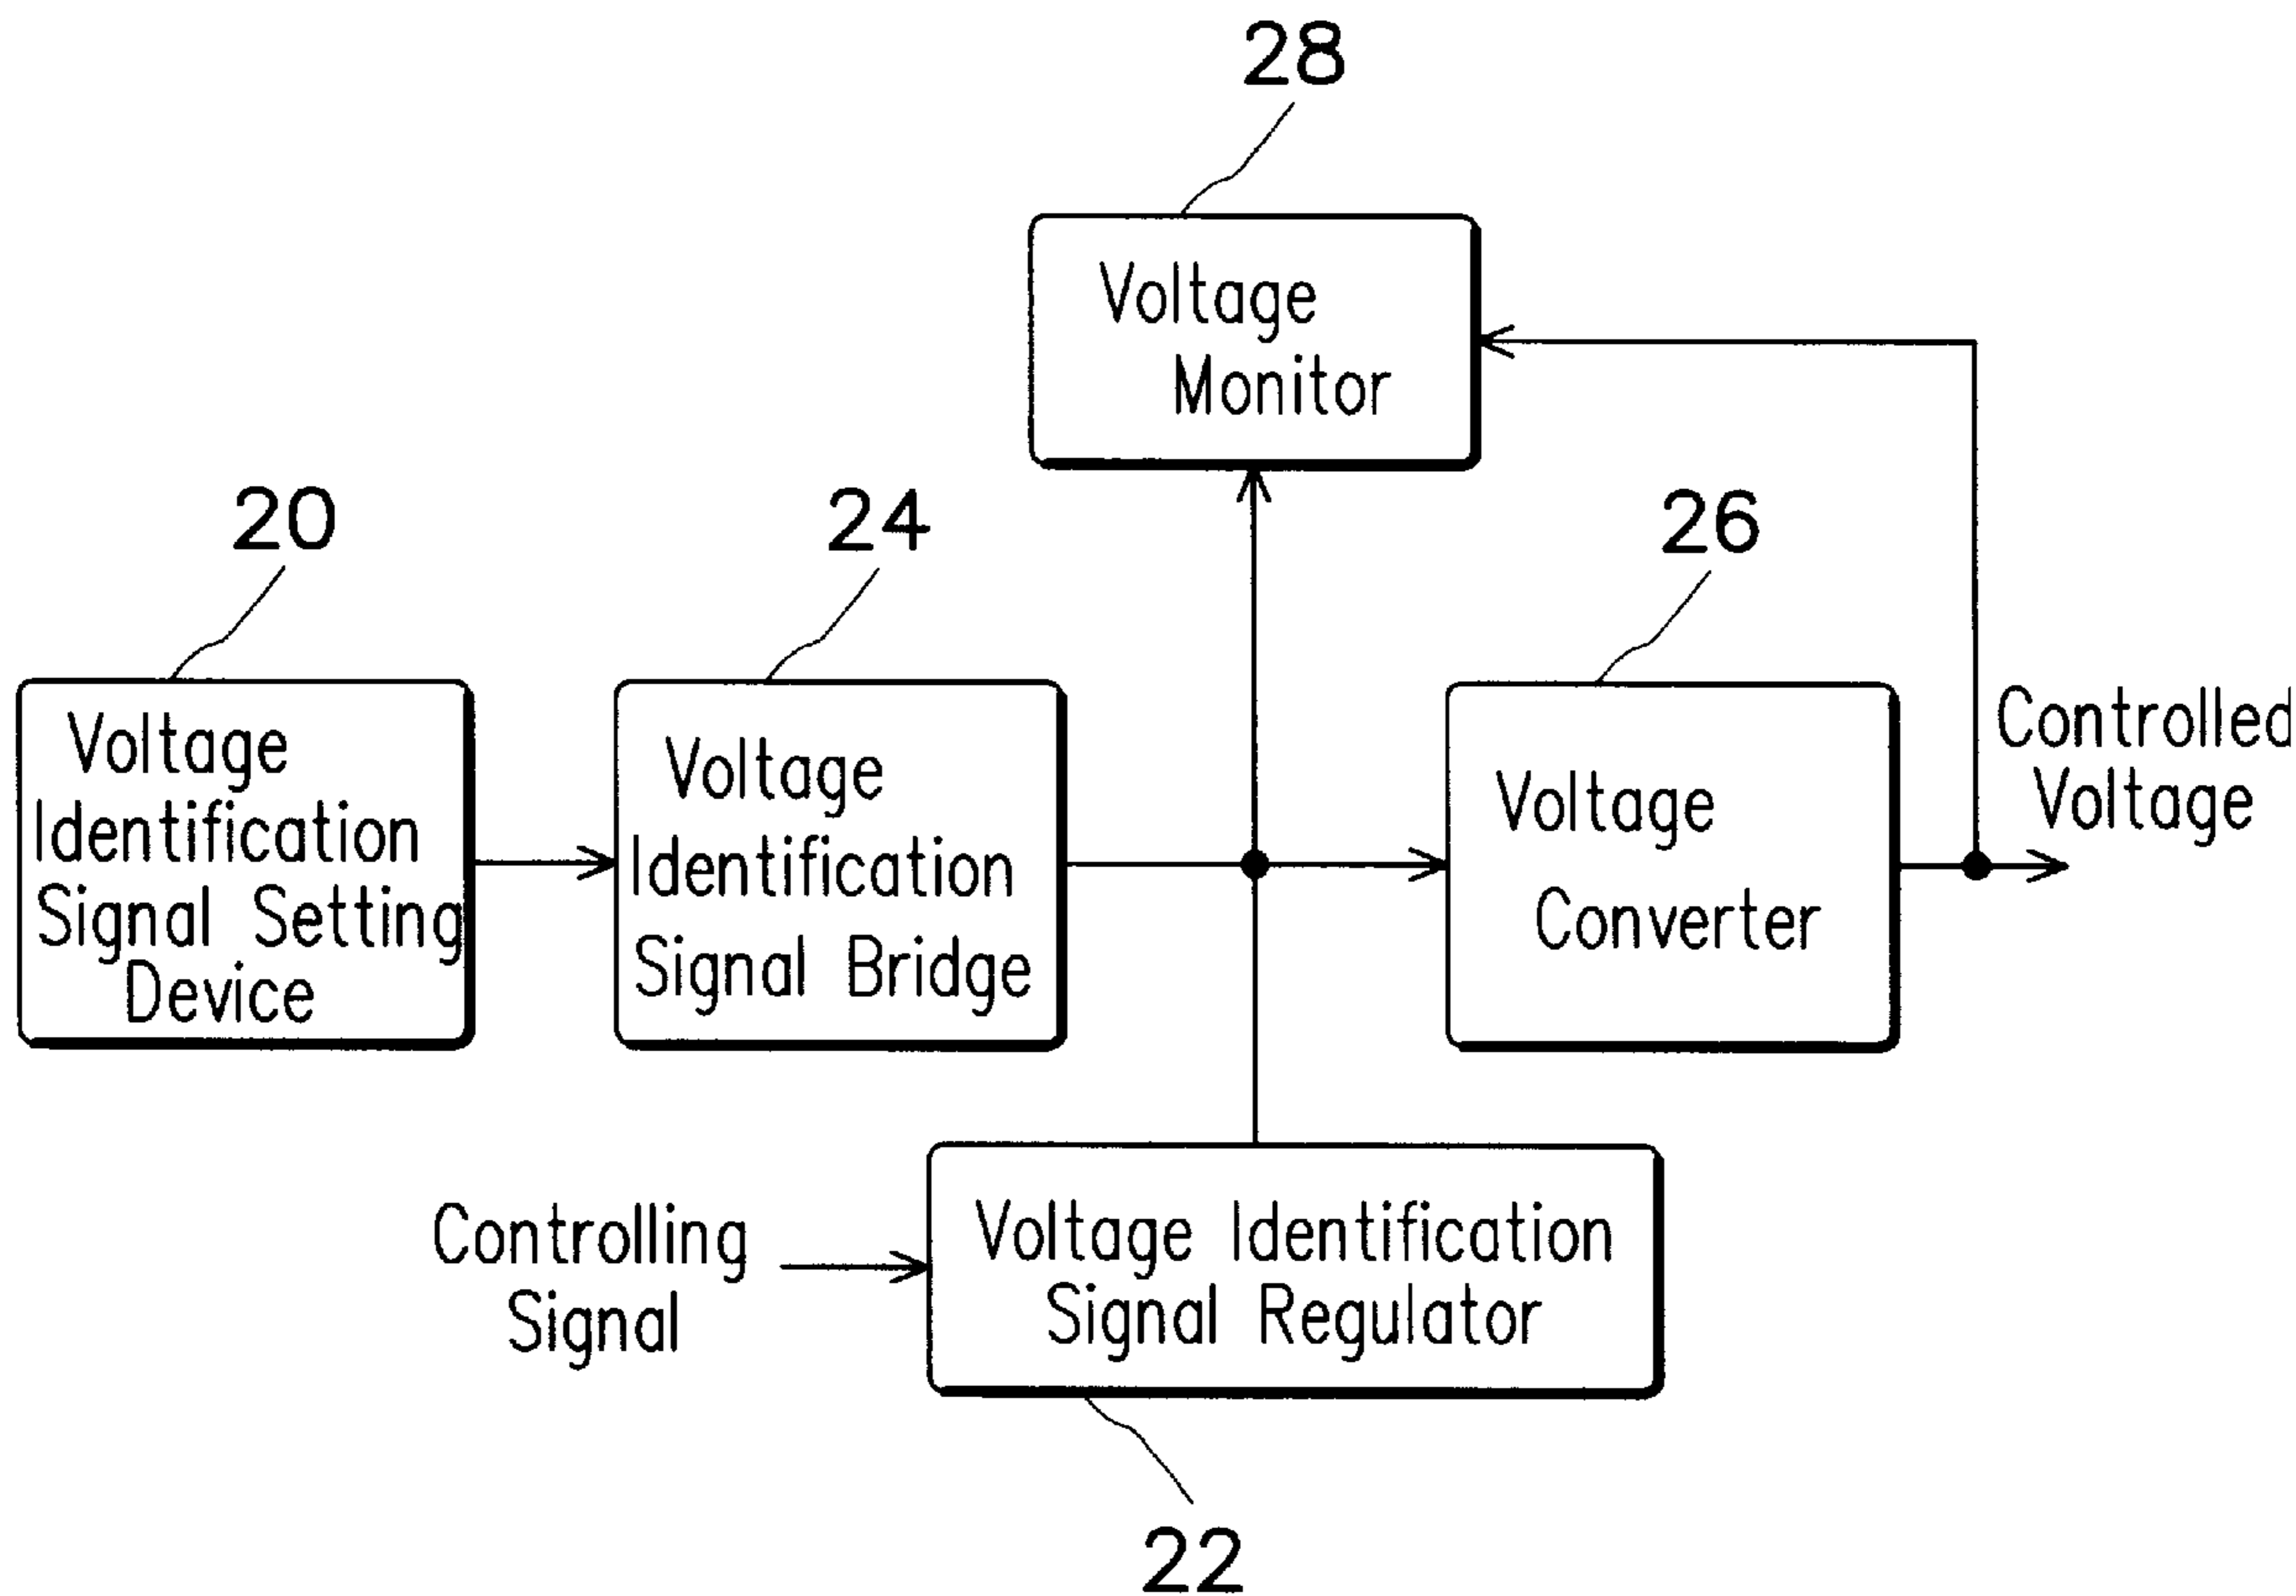 28
Voltage
Monitor
20
24
26
Voltage
Identification
Signal Setting
Device
Voltage
Identification
Signal Bridge
Voltage
Converter
Controlled
Voltage
Controlling
Signal
Voltage Identification
Signal Regulator
22